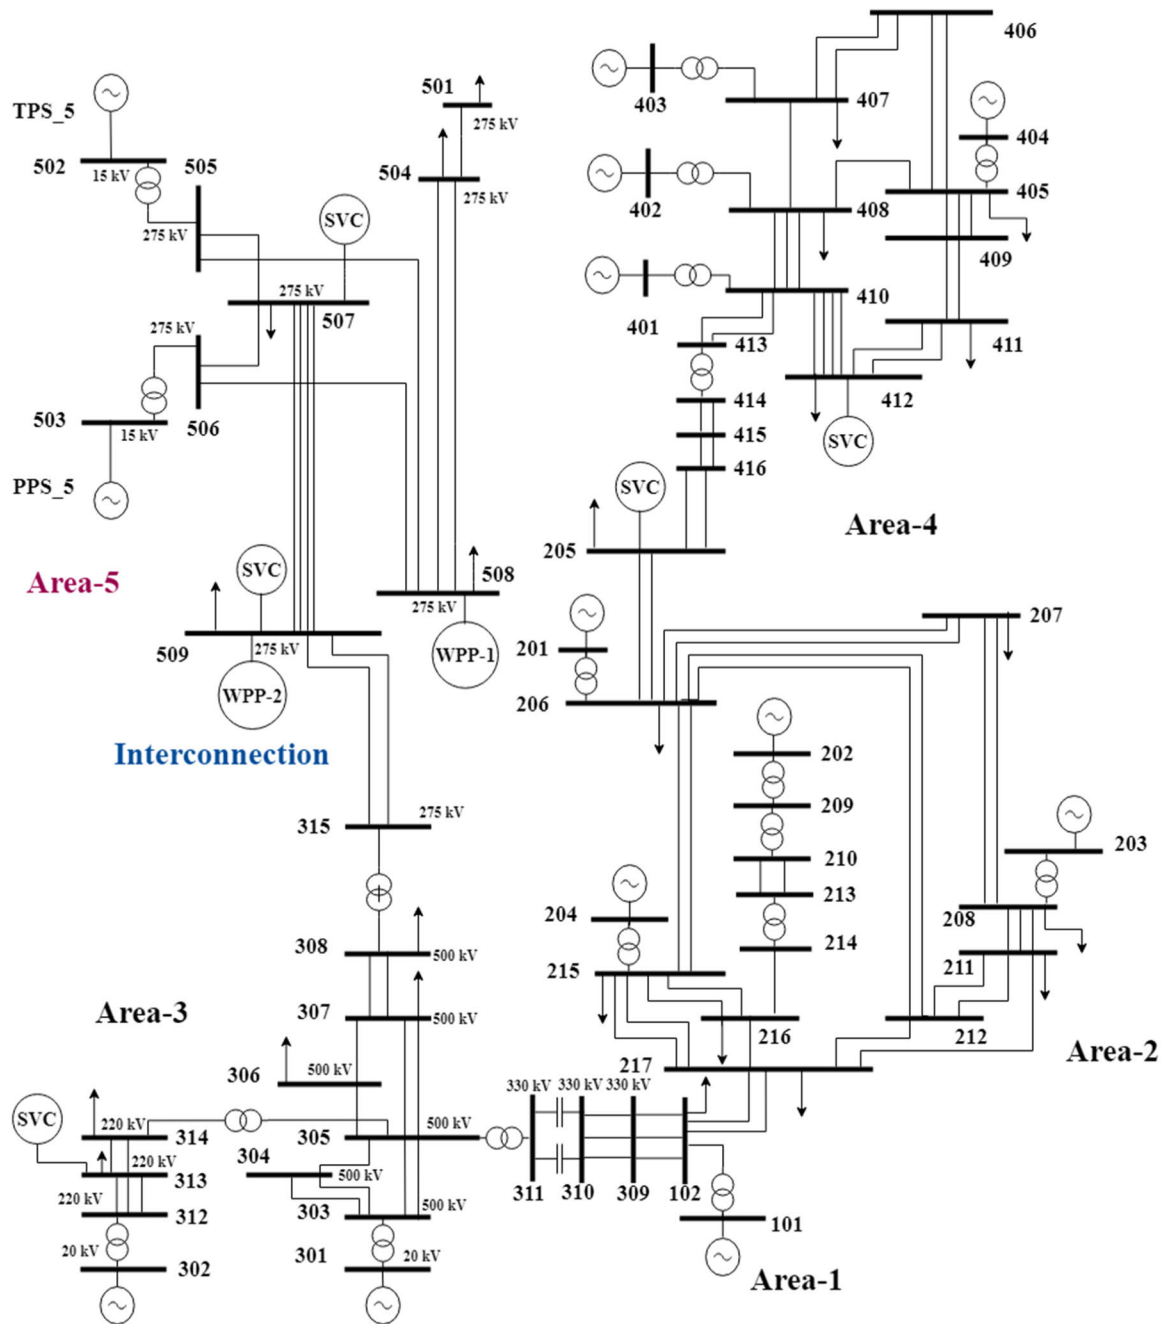 406
501
275 kV
403
407
TPS_5
404
502
15 kV
505
504
275 kV
402
408
405
SVC
275 kV
409
275 kV
507
401
410
275 kV
413
411
503
15 kV
506
414
412
415
SVC
PPS_5
416
SVC
Area-4
205
SVC
508
Area-5
275 kV
207
509
275 kV
WPP-1
201
WPP-2
206
Interconnection
202
315
275 kV
209
203
210
204
213
208
308
500 kV
215
214
211
Area-3
307
500 kV
216
212
217
Area-2
306
500 kV
330 kV
330 kV
330 kV
SVC
220 kV
314
305
500 kV
220 kV
313
304
500 kV
220 kV
312
303
500 kV
311
310
309
102
20 kV
302
301
20 kV
101
Area-1